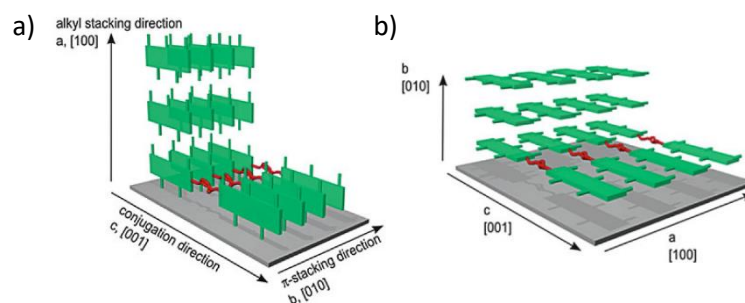 a)
alkyl stacking direction
a, [100]
conjugation direction
c, [001]
π-stacking direction
b, [010]
b)
b
[010]
c
[001]
a
[100]